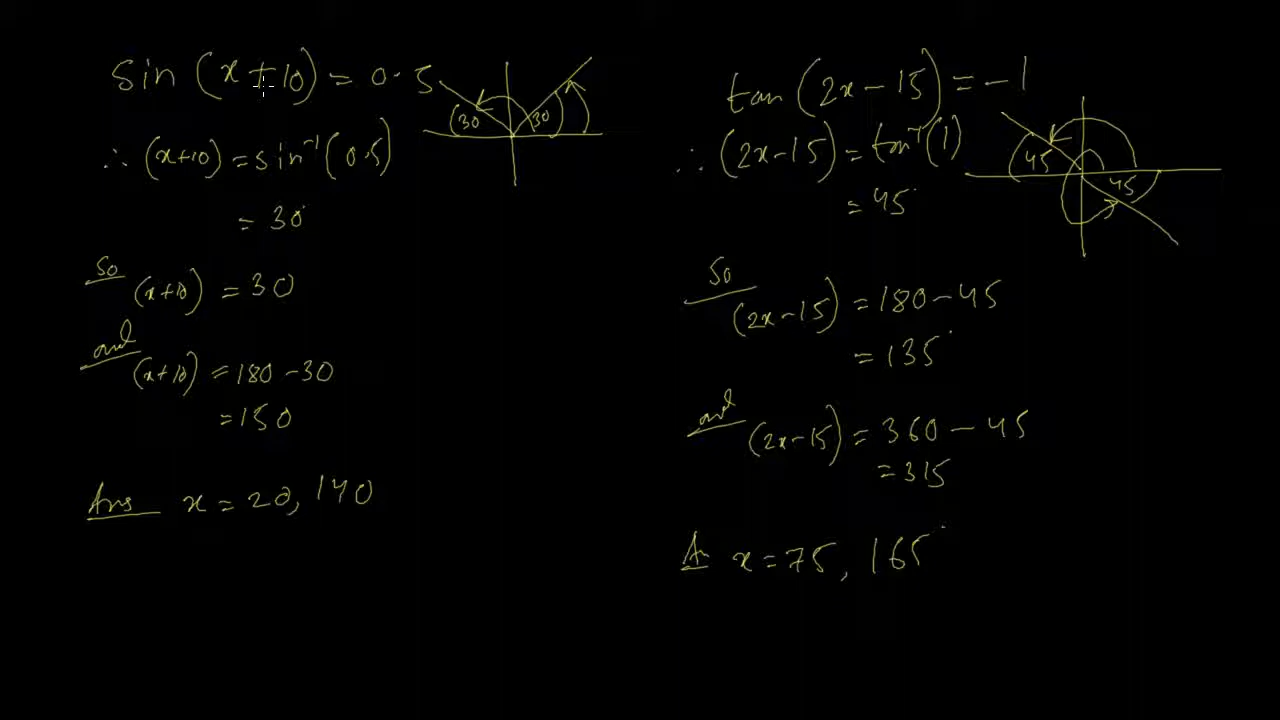 sin (x+10) = 0.5
∴ (x+10) = sin⁻¹(0.5)
= 30°
So
(x+10) = 30
and
(x+10) = 180-30
= 150
Ans x = 20, 140
30 30
tan (2x-15) = -1
∴ (2x-15) = tan⁻¹(1)
= 45°
So
(2x-15) = 180-45
= 135°
and
(2x-15) = 360-45
= 315
An x = 75, 165°
45 45